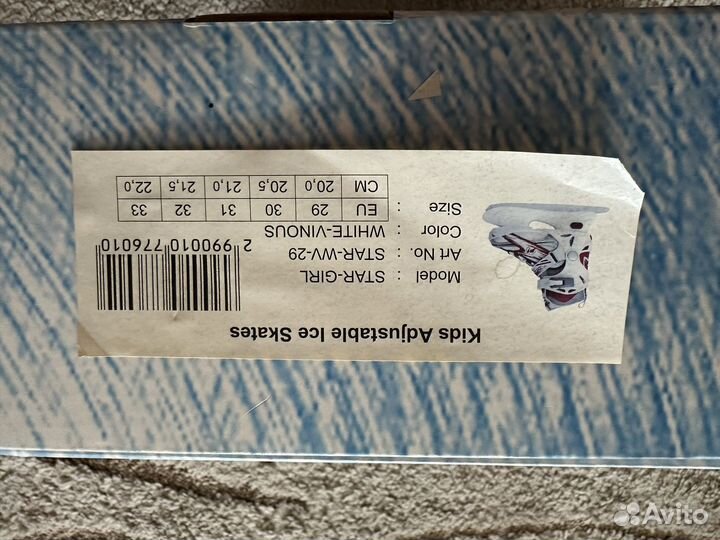 Kids Adjustable Ice Skates
Model : STAR-GIRL
Art No. : STAR-WV-29
Color : WHITE-VINOUS
Size : EU 29 30 31 32 33
CM 20,0 20,5 21,0 21,5 22,0
2 990010 776010
Avito